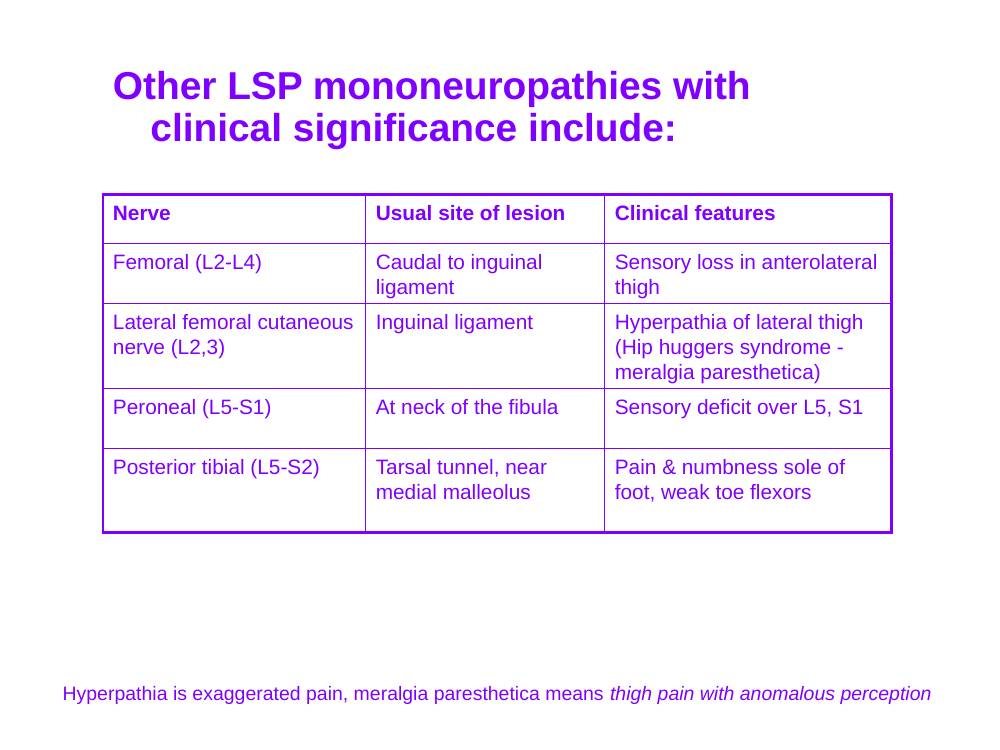 Other LSP mononeuropathies with
clinical significance include:
Nerve
Usual site of lesion
Clinical features
Femoral (L2-L4)
Caudal to inguinal
ligament
Sensory loss in anterolateral
thigh
Lateral femoral cutaneous
nerve (L2,3)
Inguinal ligament
Hyperpathia of lateral thigh
(Hip huggers syndrome -
meralgia paresthetica)
Peroneal (L5-S1)
At neck of the fibula
Sensory deficit over L5, S1
Posterior tibial (L5-S2)
Tarsal tunnel, near
medial malleolus
Pain & numbness sole of
foot, weak toe flexors
Hyperpathia is exaggerated pain, meralgia paresthetica means thigh pain with anomalous perception